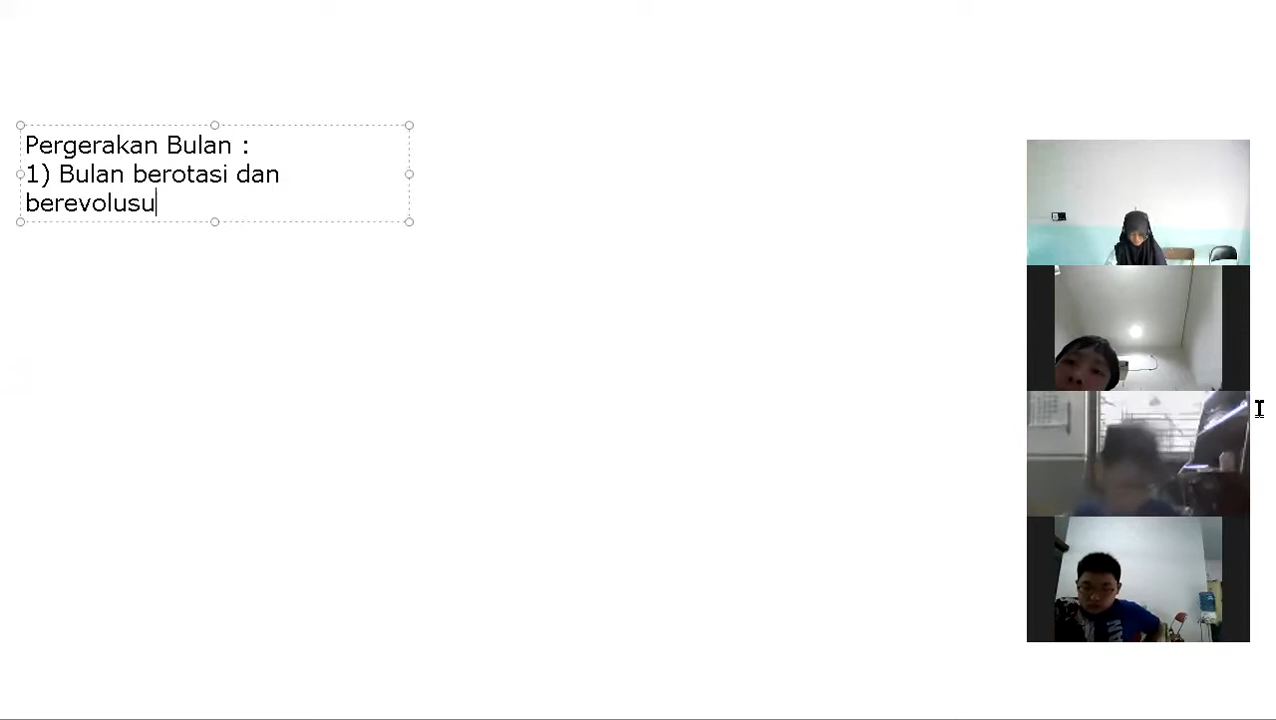 Pergerakan Bulan :
1) Bulan berotasi dan
berevolusu